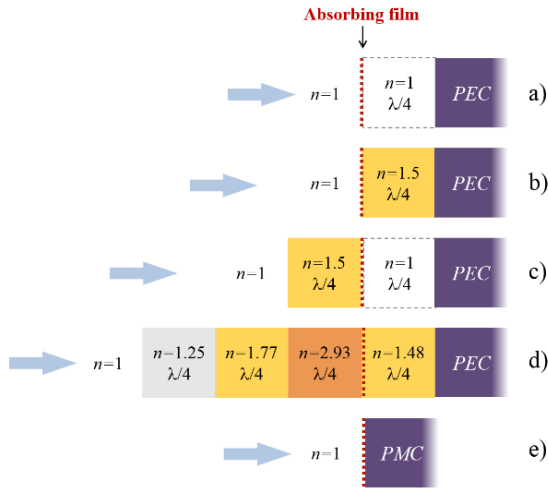 Absorbing film
n=1
n=1
λ/4
PEC
a)
n=1
n=1.5
λ/4
PEC
b)
n=1
n=1.5
λ/4
n=1
λ/4
PEC
c)
n=1
n=1.25
λ/4
n=1.77
λ/4
n=2.93
λ/4
n=1.48
λ/4
PEC
d)
n=1
PMC
e)